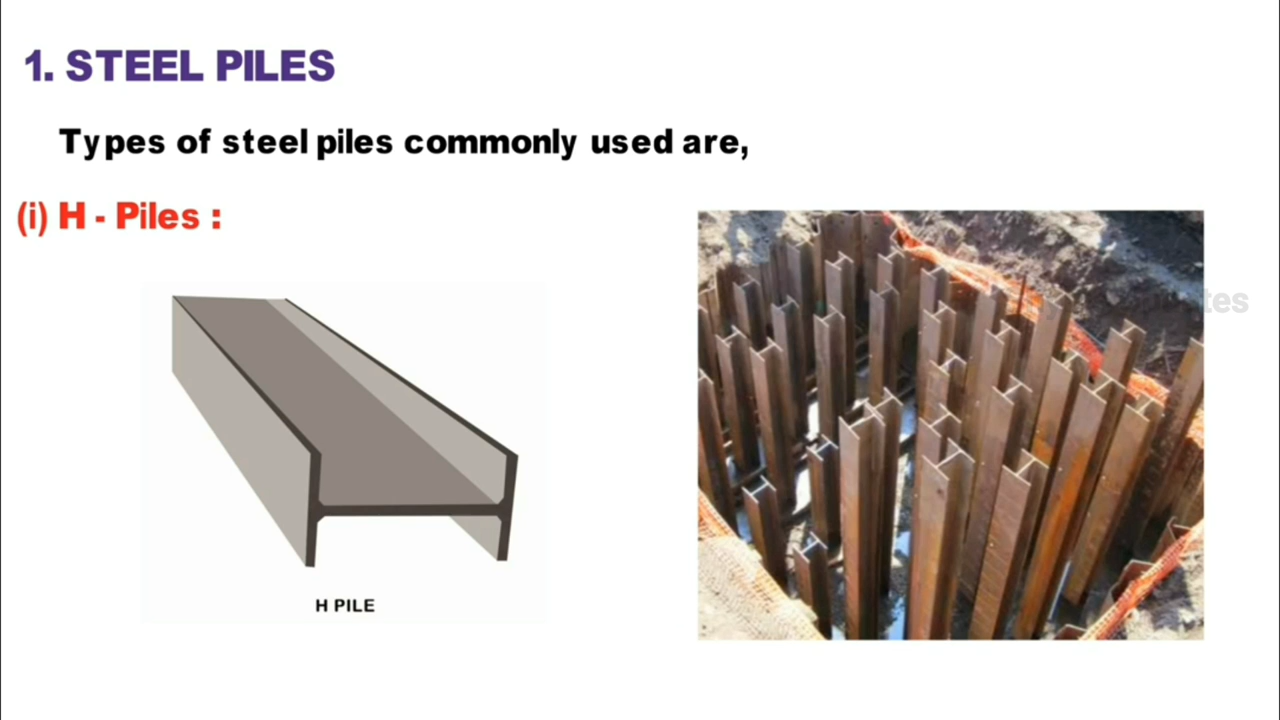 1. STEEL PILES
Types of steel piles commonly used are,
(i) H - Piles :
H PILE